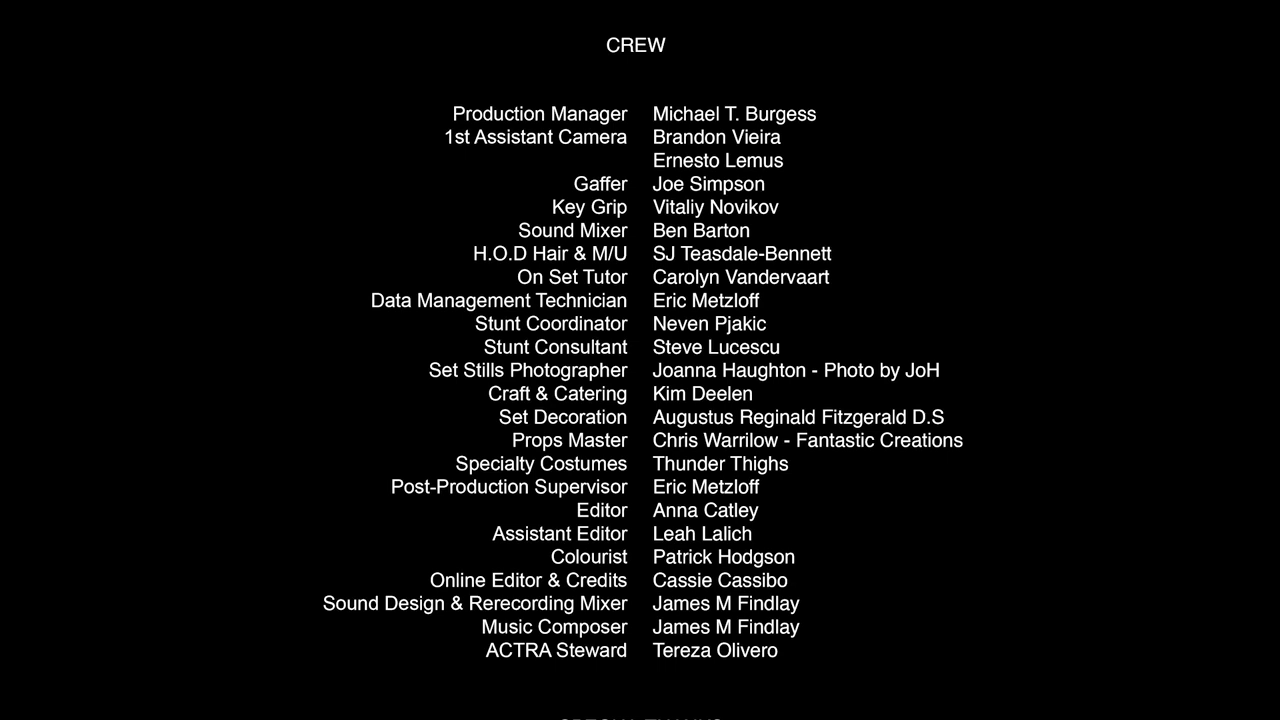 CREW
Production Manager Michael T. Burgess
1st Assistant Camera Brandon Vieira
Ernesto Lemus
Gaffer Joe Simpson
Key Grip Vitaliy Novikov
Sound Mixer Ben Barton
H.O.D Hair & M/U SJ Teasdale-Bennett
On Set Tutor Carolyn Vandervaart
Data Management Technician Eric Metzloff
Stunt Coordinator Neven Pjakic
Stunt Consultant Steve Lucescu
Set Stills Photographer Joanna Haughton - Photo by JoH
Craft & Catering Kim Deelen
Set Decoration Augustus Reginald Fitzgerald D.S
Props Master Chris Warrilow - Fantastic Creations
Specialty Costumes Thunder Thighs
Post-Production Supervisor Eric Metzloff
Editor Anna Catley
Assistant Editor Leah Lalich
Colourist Patrick Hodgson
Online Editor & Credits Cassie Cassibo
Sound Design & Rerecording Mixer James M Findlay
Music Composer James M Findlay
ACTRA Steward Tereza Olivero